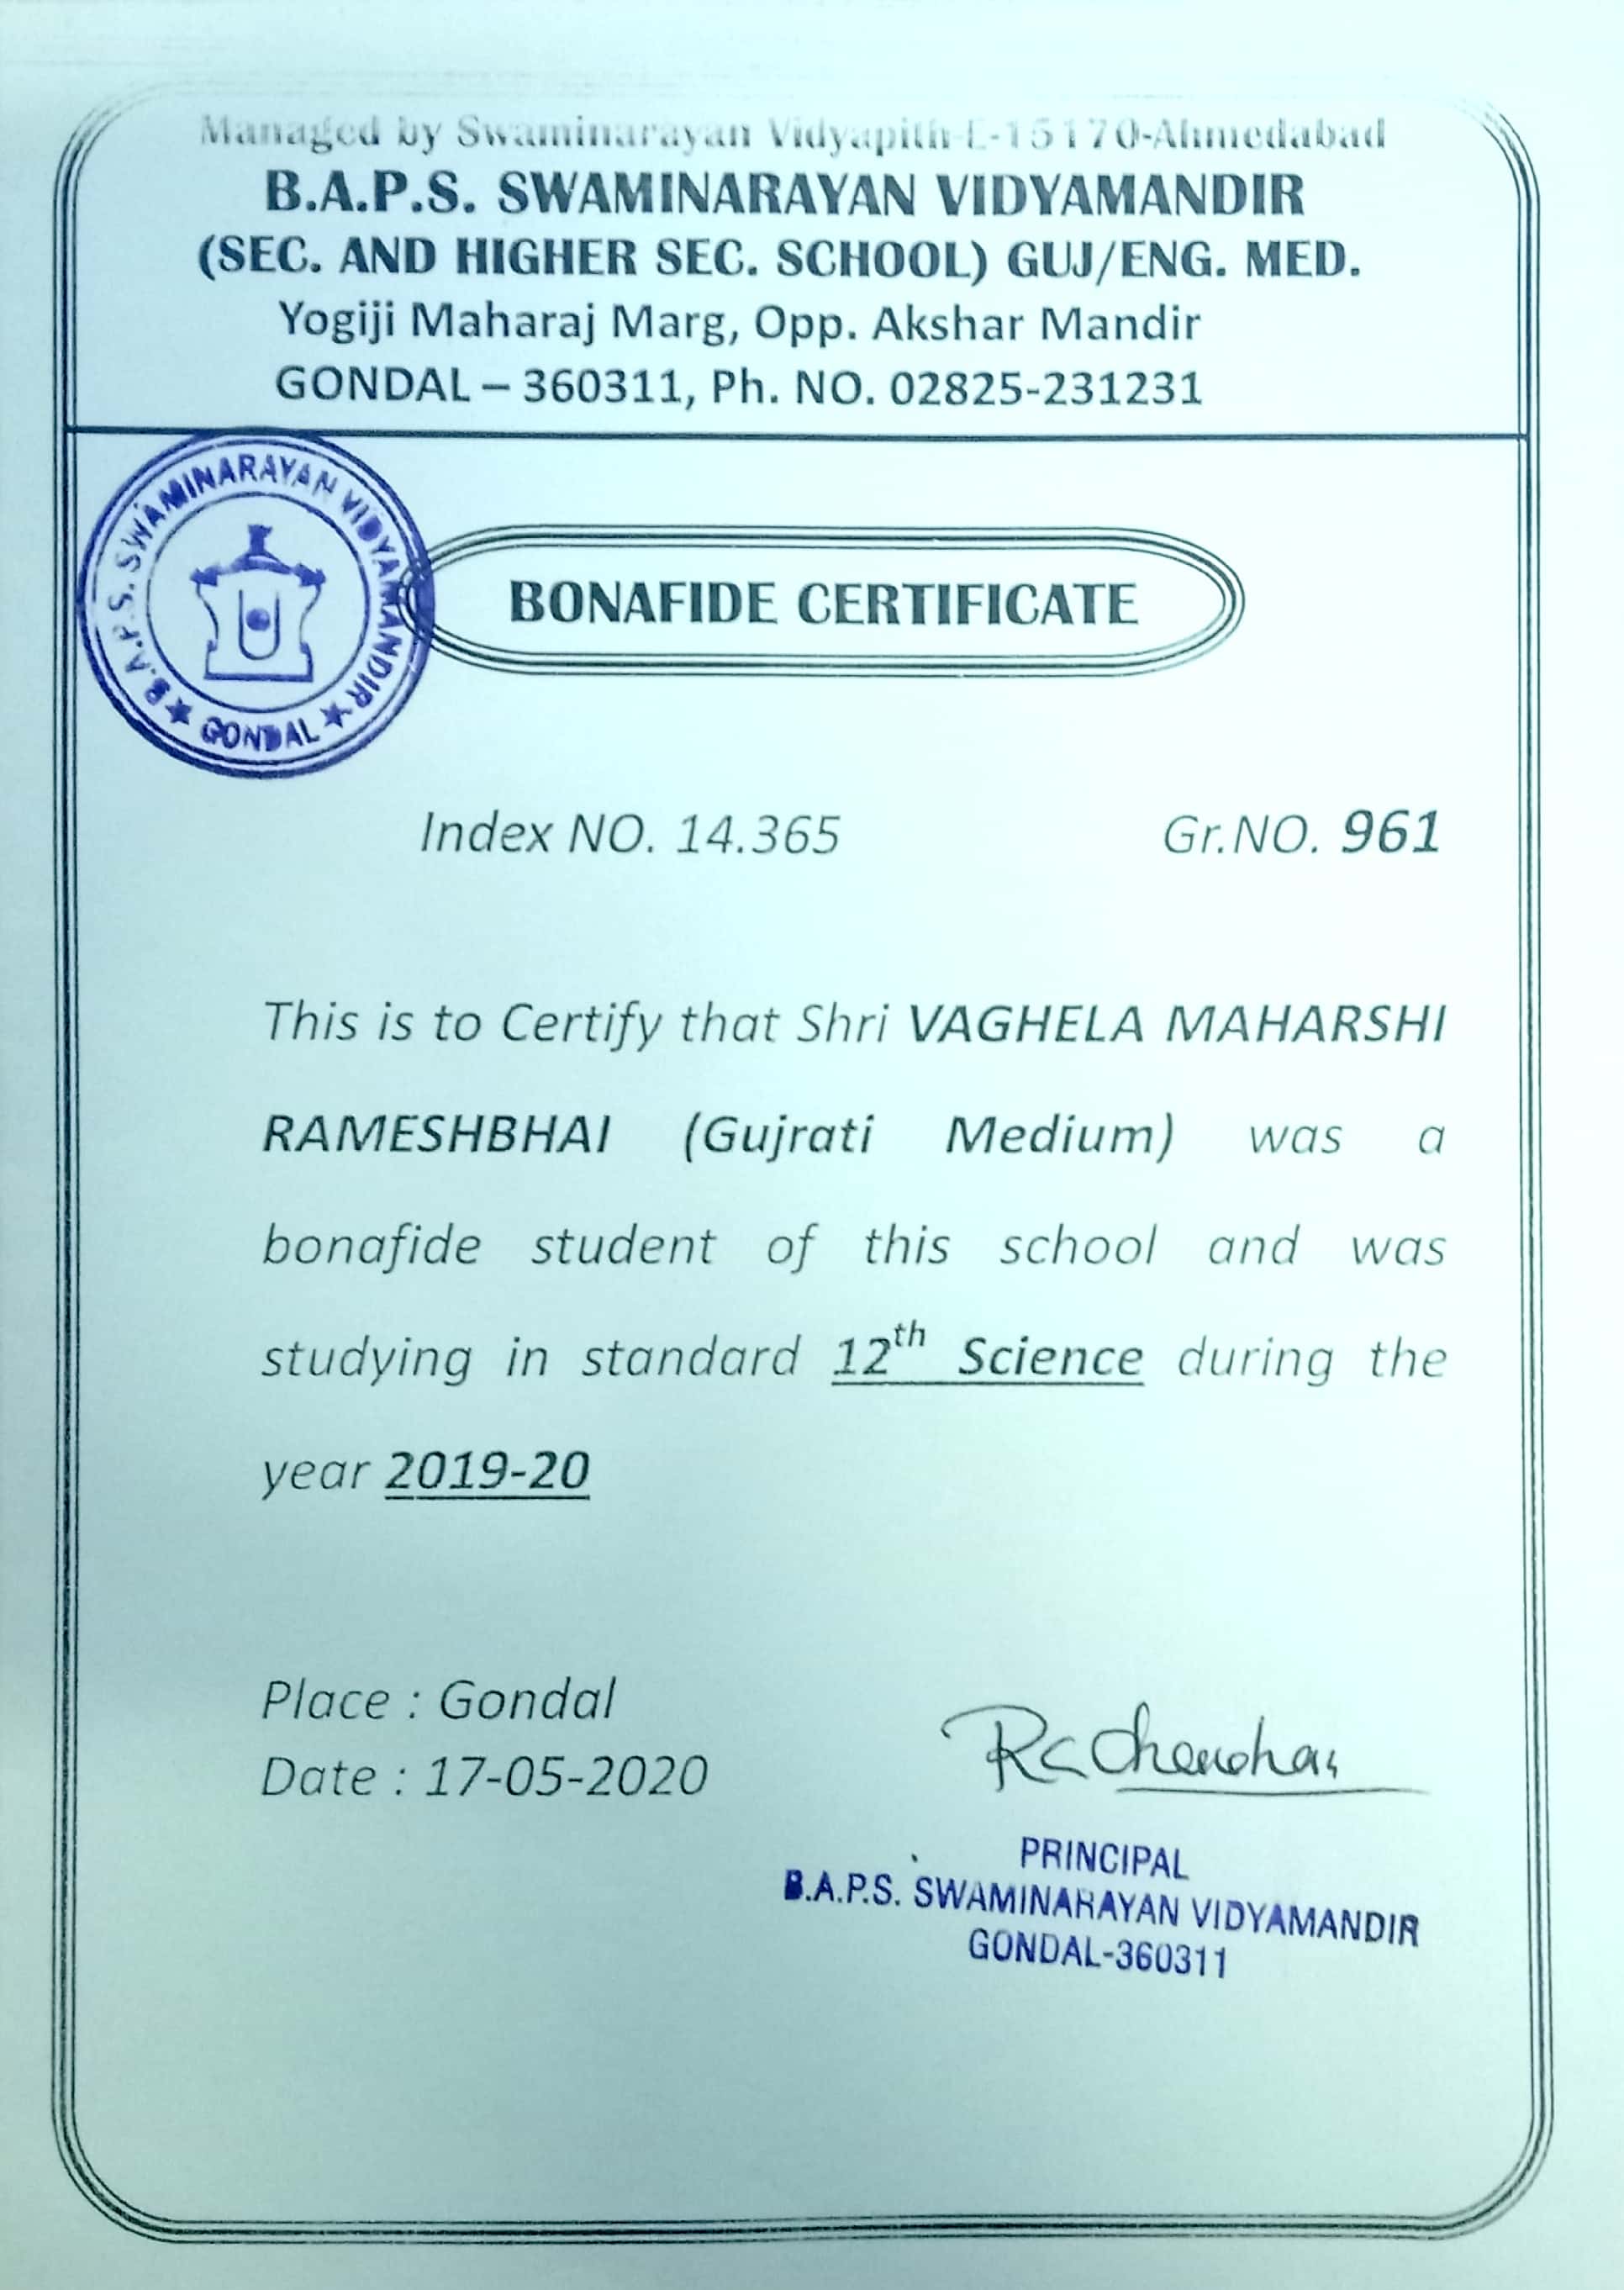 Managed by Swaminarayan Vidyapith-E-15170-Ahmedabad
B.A.P.S. SWAMINARAYAN VIDYAMANDIR
(SEC. AND HIGHER SEC. SCHOOL) GUJ/ENG. MED.
Yogiji Maharaj Marg, Opp. Akshar Mandir
GONDAL – 360311, Ph. NO. 02825-231231
B.A.P.S. SWAMINARAYAN VIDYAMANDIR
★ GONDAL ★
BONAFIDE CERTIFICATE
Index NO. 14.365 Gr.NO. 961
This is to Certify that Shri VAGHELA MAHARSHI
RAMESHBHAI (Gujrati Medium) was a
bonafide student of this school and was
studying in standard 12th Science during the
year 2019-20
Place : Gondal
Date : 17-05-2020
PRINCIPAL
B.A.P.S. SWAMINARAYAN VIDYAMANDIR
GONDAL-360311